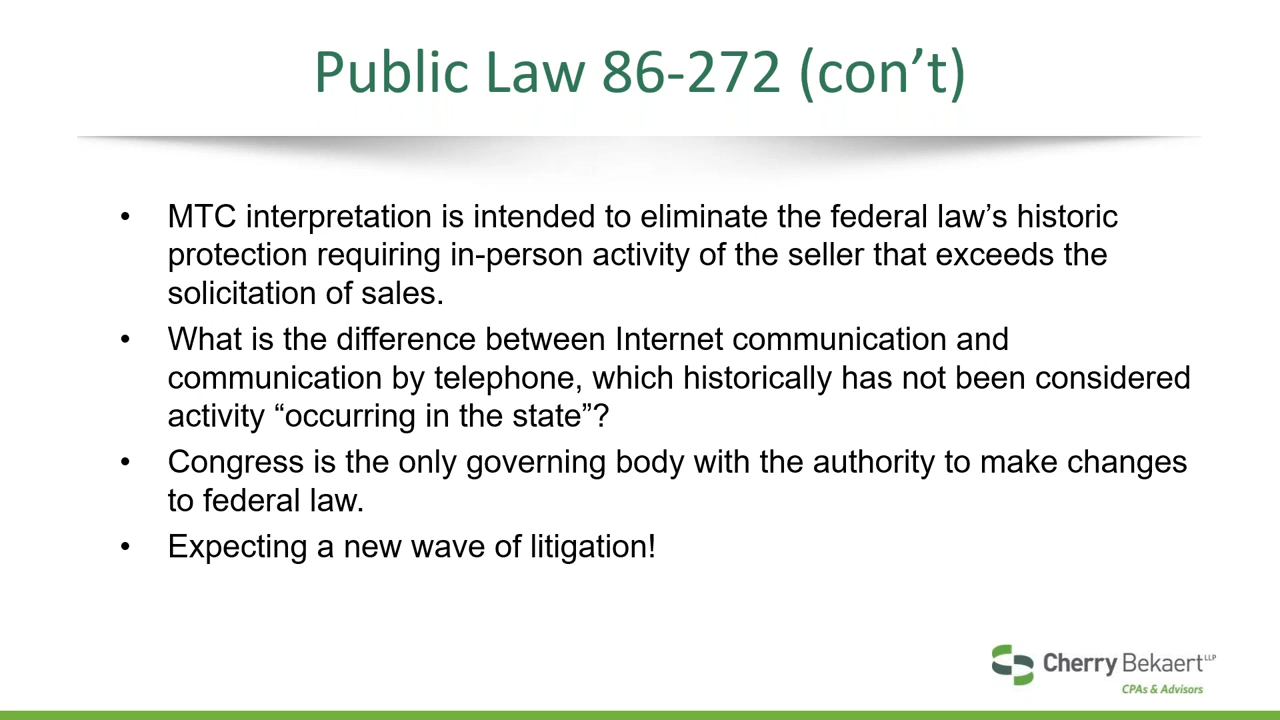 Public Law 86-272 (con’t)
• MTC interpretation is intended to eliminate the federal law’s historic
protection requiring in-person activity of the seller that exceeds the
solicitation of sales.
• What is the difference between Internet communication and
communication by telephone, which historically has not been considered
activity “occurring in the state”?
• Congress is the only governing body with the authority to make changes
to federal law.
• Expecting a new wave of litigation!
Cherry Bekaert LLP
CPAs & Advisors